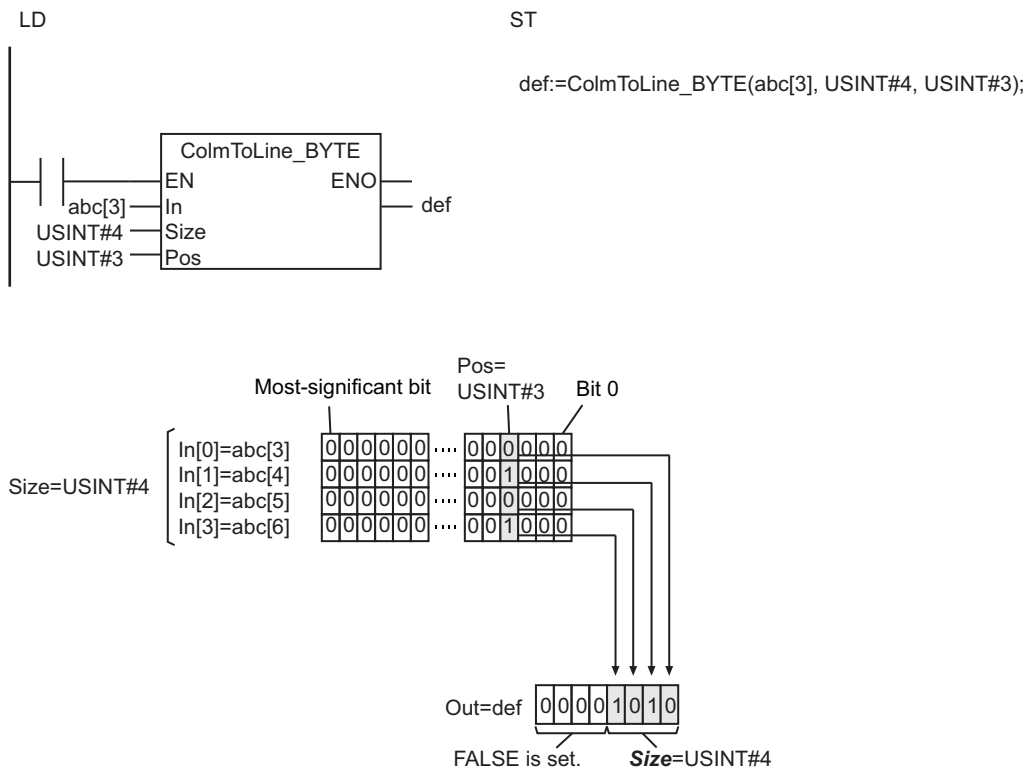 LD
ST
def:=ColmToLine_BYTE(abc[3], USINT#4, USINT#3);
ColmToLine_BYTE
EN ENO
abc[3] In def
USINT#4 Size
USINT#3 Pos
Pos=
USINT#3
Most-significant bit
Bit 0
Size=USINT#4
In[0]=abc[3] 0 0 0 0 0 0 ···· 0 0 0 0 0 0
In[1]=abc[4] 0 0 0 0 0 0 ···· 0 0 1 0 0 0
In[2]=abc[5] 0 0 0 0 0 0 ···· 0 0 0 0 0 0
In[3]=abc[6] 0 0 0 0 0 0 ···· 0 0 1 0 0 0
Out=def 0 0 0 0 1 0 1 0
FALSE is set. Size=USINT#4